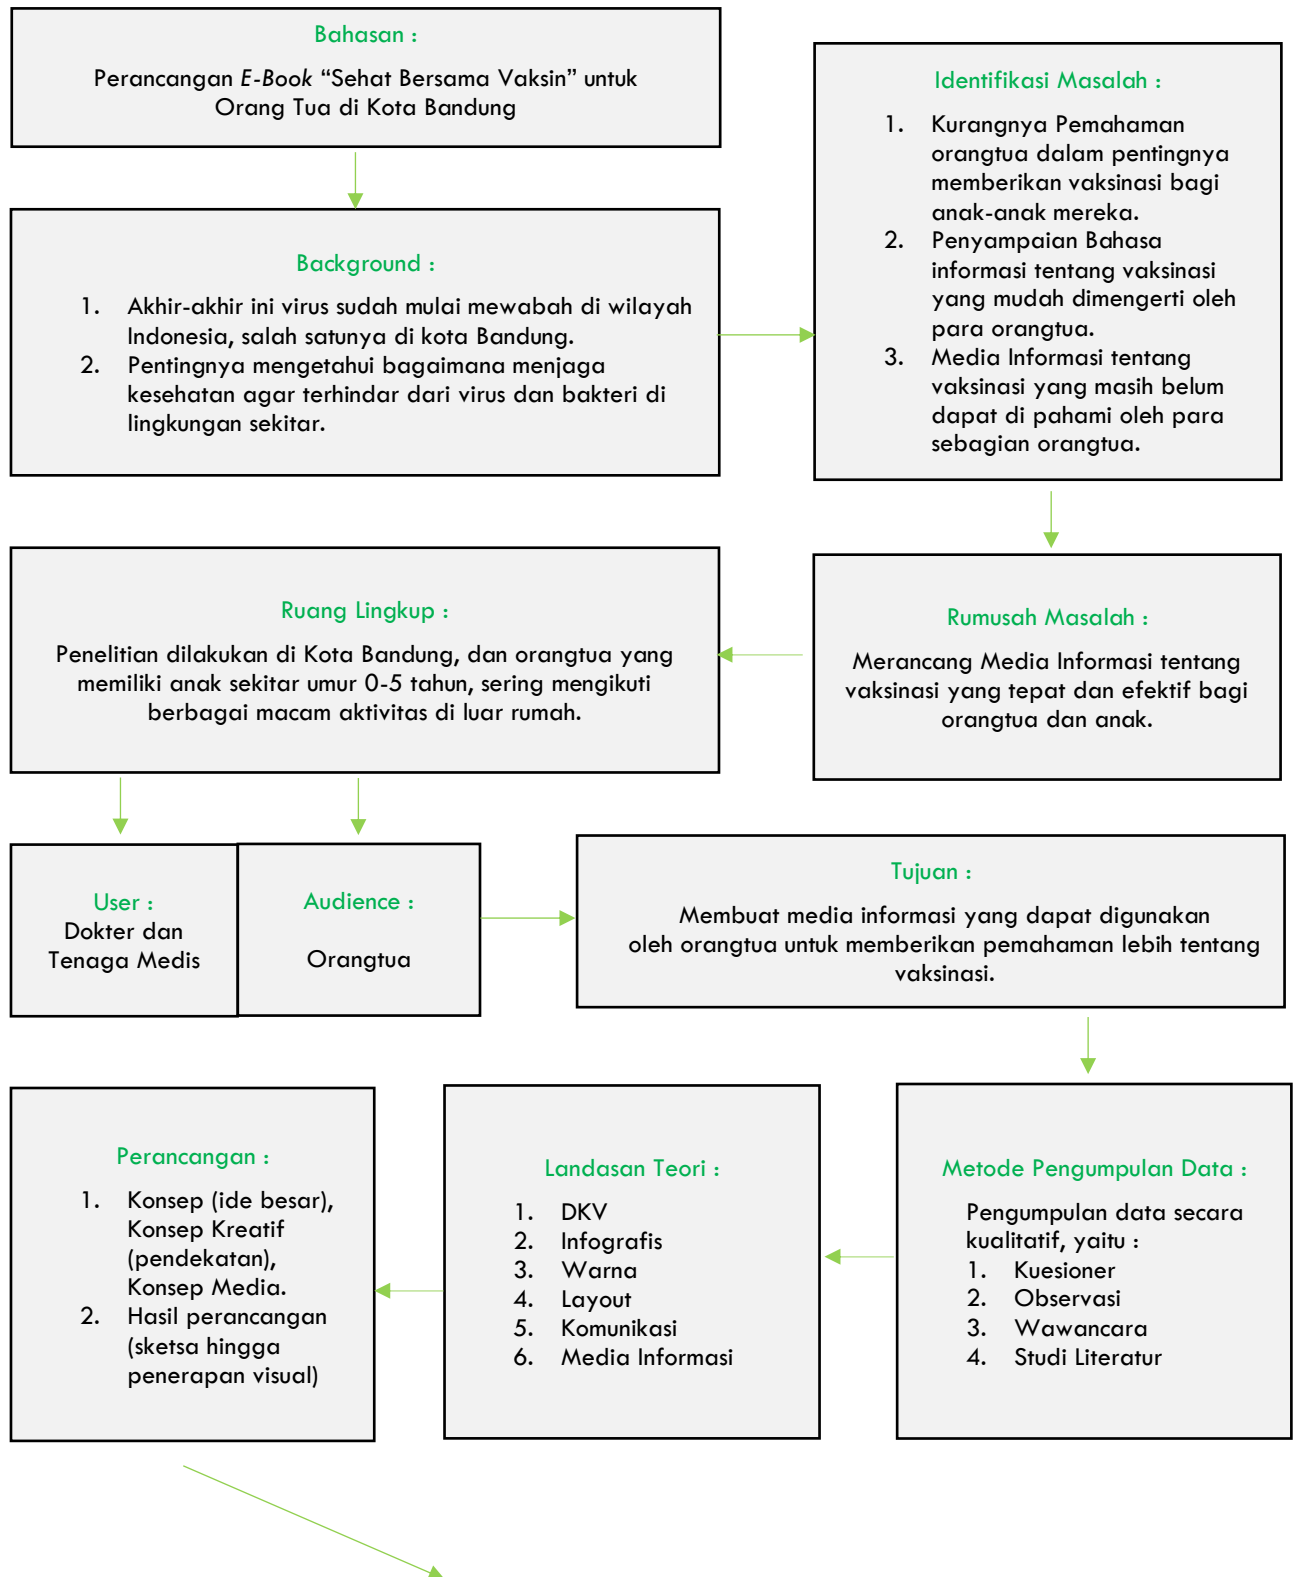 Bahasan :
Perancangan E-Book “Sehat Bersama Vaksin” untuk
Orang Tua di Kota Bandung
Background :
1. Akhir-akhir ini virus sudah mulai mewabah di wilayah
Indonesia, salah satunya di kota Bandung.
2. Pentingnya mengetahui bagaimana menjaga
kesehatan agar terhindar dari virus dan bakteri di
lingkungan sekitar.
Identifikasi Masalah :
1. Kurangnya Pemahaman
orangtua dalam pentingnya
memberikan vaksinasi bagi
anak-anak mereka.
2. Penyampaian Bahasa
informasi tentang vaksinasi
yang mudah dimengerti oleh
para orangtua.
3. Media Informasi tentang
vaksinasi yang masih belum
dapat di pahami oleh para
sebagian orangtua.
Rumusah Masalah :
Merancang Media Informasi tentang
vaksinasi yang tepat dan efektif bagi
orangtua dan anak.
Ruang Lingkup :
Penelitian dilakukan di Kota Bandung, dan orangtua yang
memiliki anak sekitar umur 0-5 tahun, sering mengikuti
berbagai macam aktivitas di luar rumah.
User :
Dokter dan
Tenaga Medis
Audience :
Orangtua
Tujuan :
Membuat media informasi yang dapat digunakan
oleh orangtua untuk memberikan pemahaman lebih tentang
vaksinasi.
Metode Pengumpulan Data :
Pengumpulan data secara
kualitatif, yaitu :
1. Kuesioner
2. Observasi
3. Wawancara
4. Studi Literatur
Landasan Teori :
1. DKV
2. Infografis
3. Warna
4. Layout
5. Komunikasi
6. Media Informasi
Perancangan :
1. Konsep (ide besar),
Konsep Kreatif
(pendekatan),
Konsep Media.
2. Hasil perancangan
(sketsa hingga
penerapan visual)